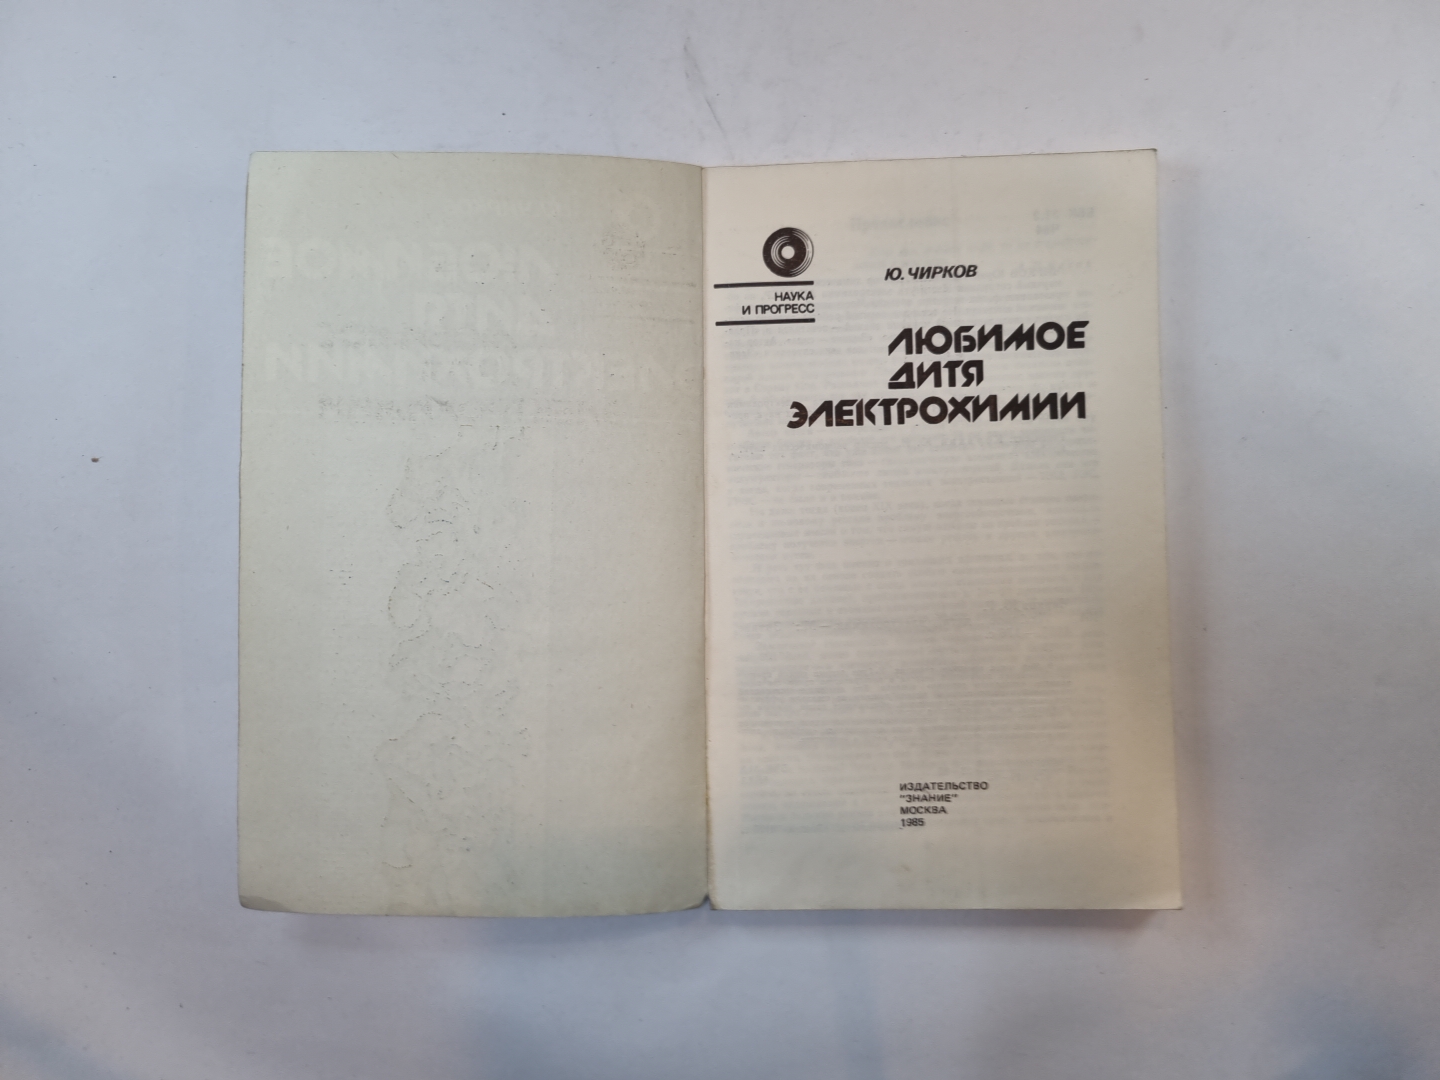 НАУКА
И ПРОГРЕСС
Ю. ЧИРКОВ
ЛЮБИМОЕ
ДИТЯ
ЭЛЕКТРОХИМИИ
ИЗДАТЕЛЬСТВО
"ЗНАНИЕ"
МОСКВА
1985